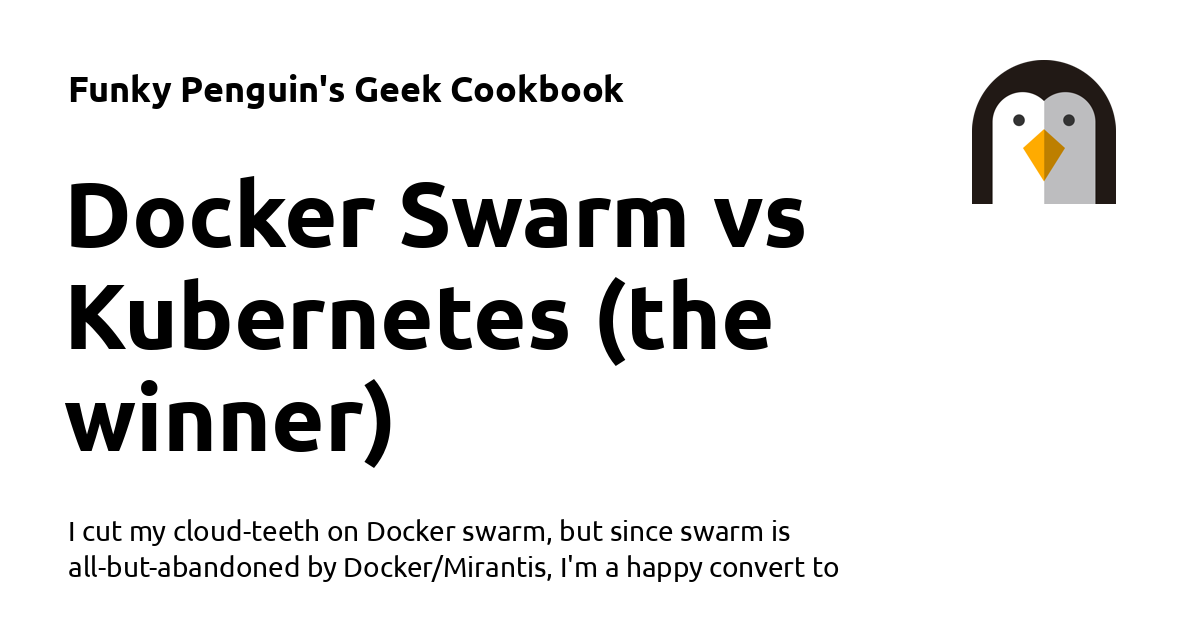 Funky Penguin's Geek Cookbook
Docker Swarm vs
Kubernetes (the
winner)
I cut my cloud-teeth on Docker swarm, but since swarm is
all-but-abandoned by Docker/Mirantis, I'm a happy convert to